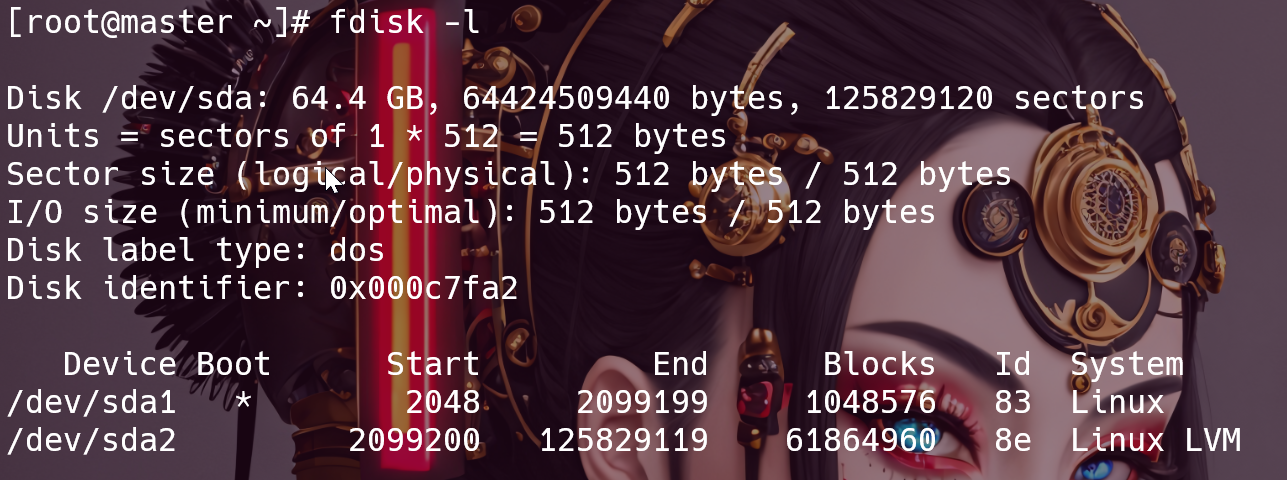 [root@master ~]# fdisk -l
Disk /dev/sda: 64.4 GB, 64424509440 bytes, 125829120 sectors
Units = sectors of 1 * 512 = 512 bytes
Sector size (logical/physical): 512 bytes / 512 bytes
I/O size (minimum/optimal): 512 bytes / 512 bytes
Disk label type: dos
Disk identifier: 0x000c7fa2
Device Boot Start End Blocks Id System
/dev/sda1 * 2048 2099199 1048576 83 Linux
/dev/sda2 2099200 125829119 61864960 8e Linux LVM